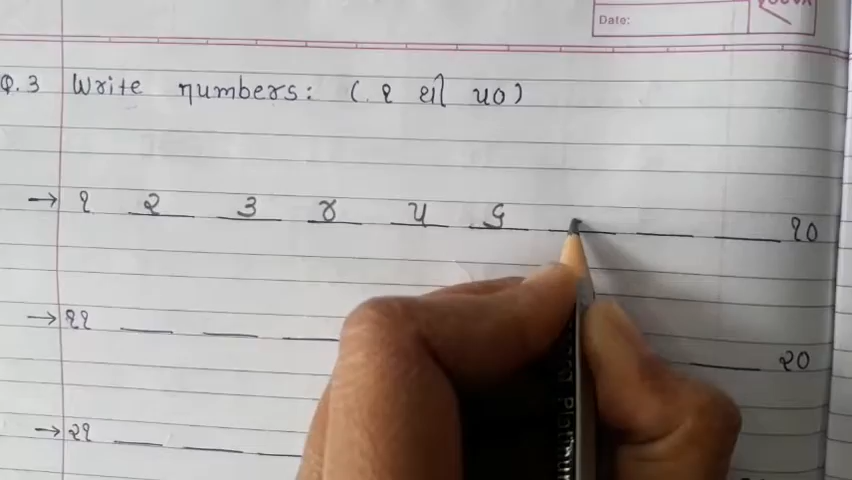 Date:
Q.3 Write numbers: (૧ થી ૫૦)
→ ૧ ૨ ૩ ૪ ૫ ૬ ૧૦
→ ૧૧ ૨૦
→ ૨૧